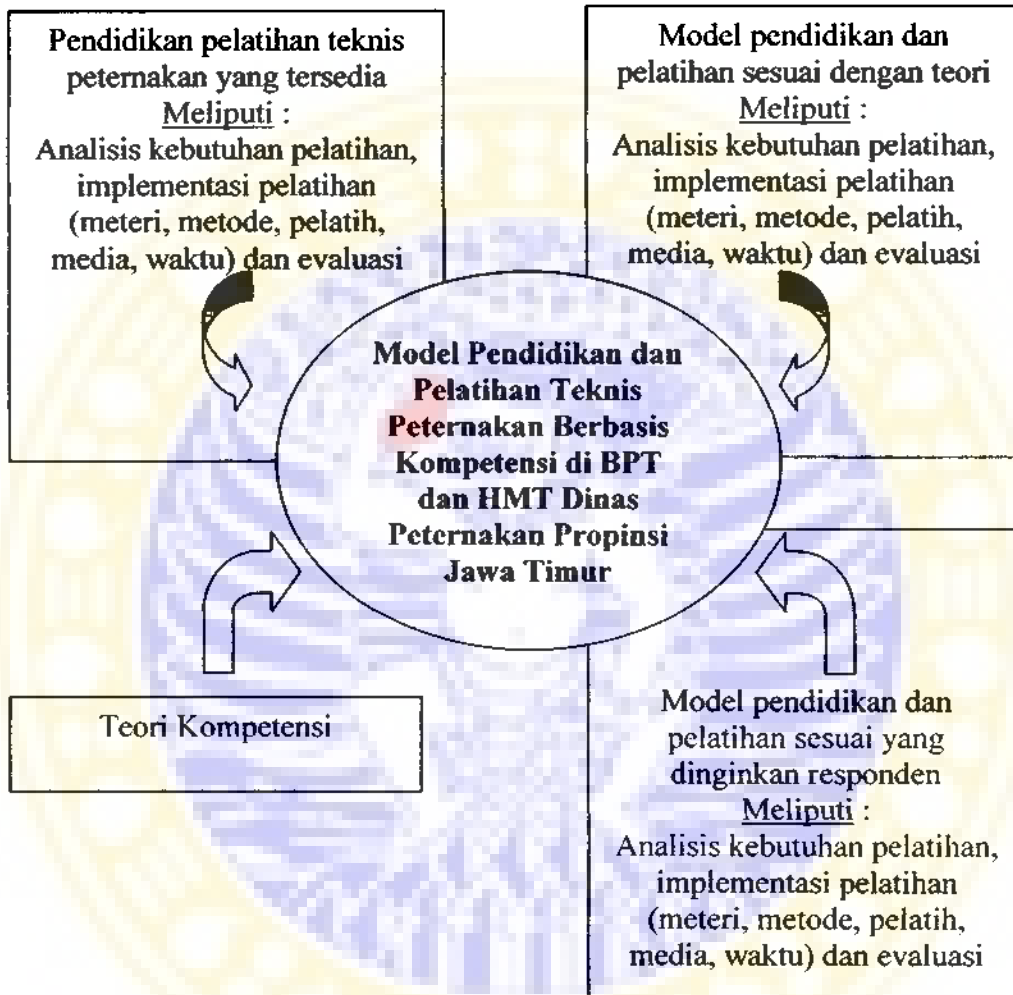 Pendidikan pelatihan teknis
peternakan yang tersedia
Meliputi :
Analisis kebutuhan pelatihan,
implementasi pelatihan
(meteri, metode, pelatih,
media, waktu) dan evaluasi
Model pendidikan dan
pelatihan sesuai dengan teori
Meliputi :
Analisis kebutuhan pelatihan,
implementasi pelatihan
(meteri, metode, pelatih,
media, waktu) dan evaluasi
Model Pendidikan dan
Pelatihan Teknis
Peternakan Berbasis
Kompetensi di BPT
dan HMT Dinas
Peternakan Propinsi
Jawa Timur
Teori Kompetensi
Model pendidikan dan
pelatihan sesuai yang
dinginkan responden
Meliputi :
Analisis kebutuhan pelatihan,
implementasi pelatihan
(meteri, metode, pelatih,
media, waktu) dan evaluasi